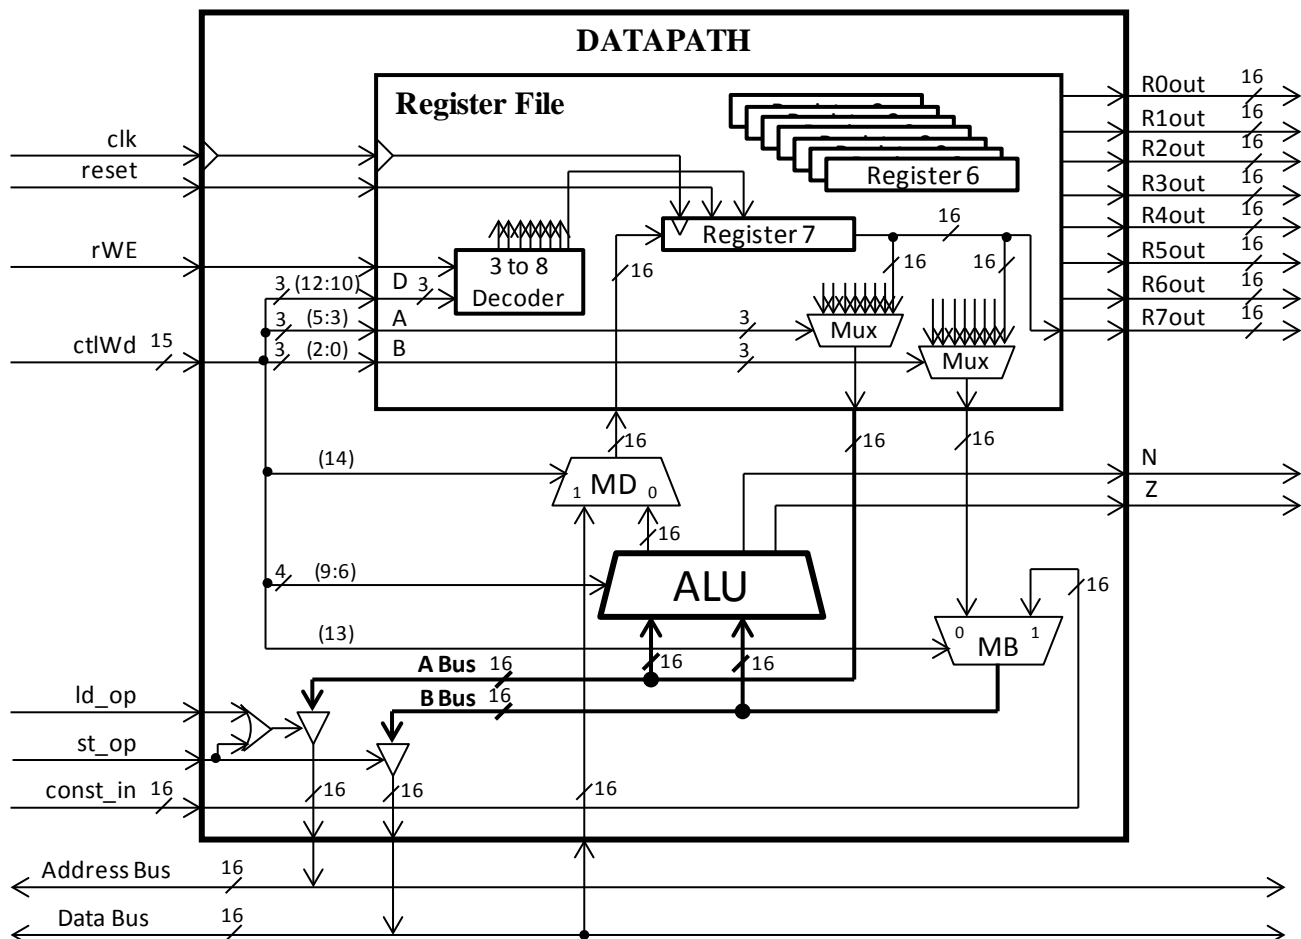 DATAPATH
Register File
clk
reset
rWE
ctlWd 15
R0out 16
R1out 16
R2out 16
R3out 16
R4out 16
R5out 16
R6out 16
R7out 16
Register 6
Register 7
16
16
16
16
3 to 8
Decoder
3 (12:10) D 3
3 (5:3) A 3
3 (2:0) B 3
Mux
Mux
16
16
16
(14)
MD
1 0
N
Z
16
4 (9:6)
ALU
16
(13)
0 1
MB
A Bus 16
16
16
B Bus 16
ld_op
st_op
const_in 16
16
16
16
Address Bus 16
Data Bus 16